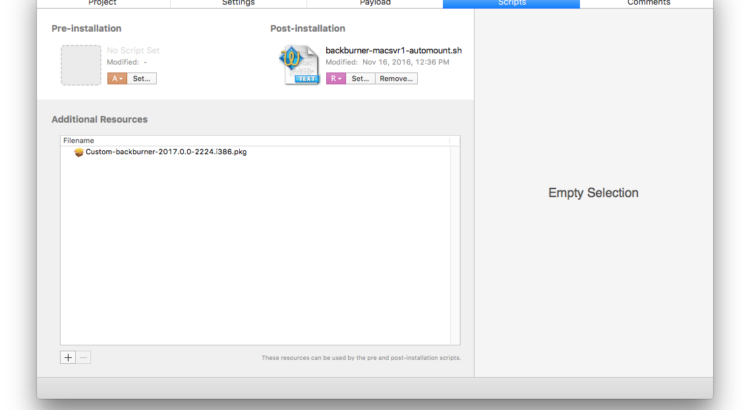 Project Settings Payload Scripts Comments
Pre-installation
No Script Set
Modified: -
A Set...
Post-installation
backburner-macsvr1-automount.sh
Modified: Nov 16, 2016, 12:36 PM
TEXT
R Set... Remove...
Additional Resources
Filename
Custom-backburner-2017.0.0-2224.i386.pkg
Empty Selection
+ −
These resources can be used by the pre and post-installation scripts.